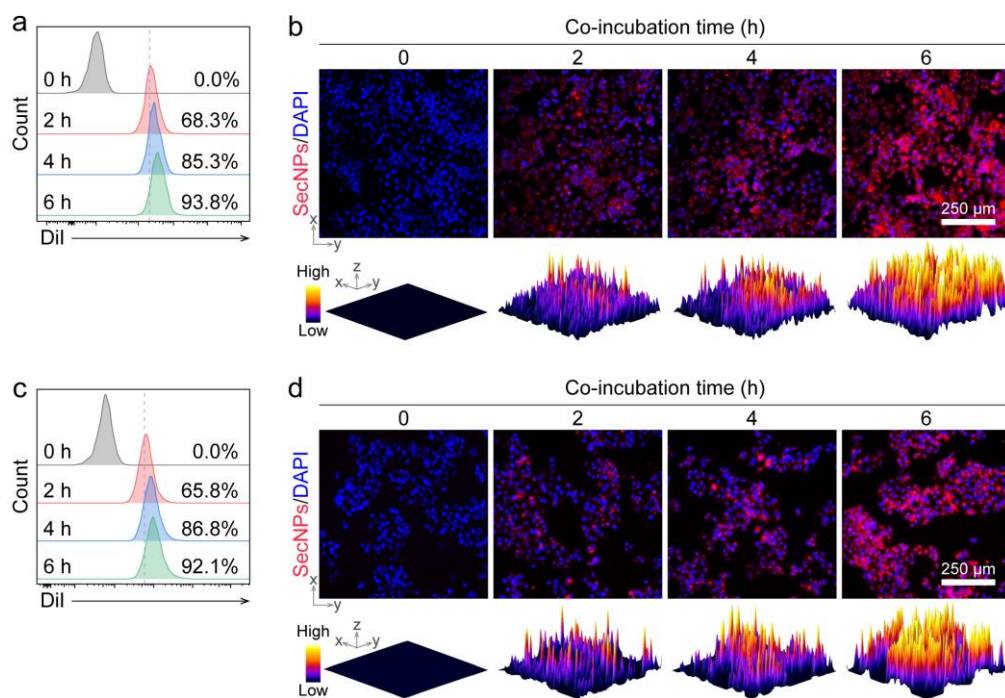 a
0 h 0.0%
2 h 68.3%
4 h 85.3%
6 h 93.8%
Count
DiI
b
Co-incubation time (h)
0 2 4 6
SecNPs/DAPI
x
y
250 µm
High
Low
z
x y
c
0 h 0.0%
2 h 65.8%
4 h 86.8%
6 h 92.1%
Count
DiI
d
Co-incubation time (h)
0 2 4 6
SecNPs/DAPI
x
y
250 µm
High
Low
z
x y